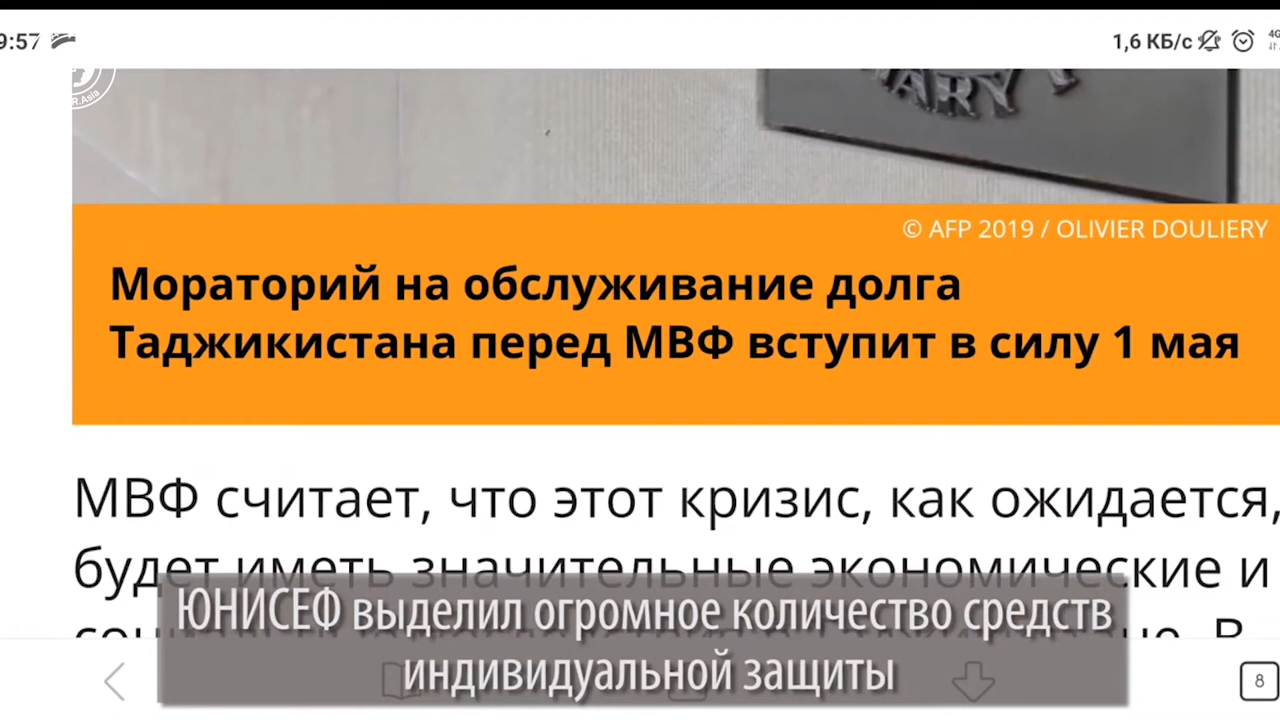 9:57
1,6 КБ/с
4G
R.Asia
ARY
© AFP 2019 / OLIVIER DOULIERY
Мораторий на обслуживание долга
Таджикистана перед МВФ вступит в силу 1 мая
МВФ считает, что этот кризис, как ожидается,
будет иметь значительные экономические и
В
ЮНИСЕФ выделил огромное количество средств
индивидуальной защиты
8